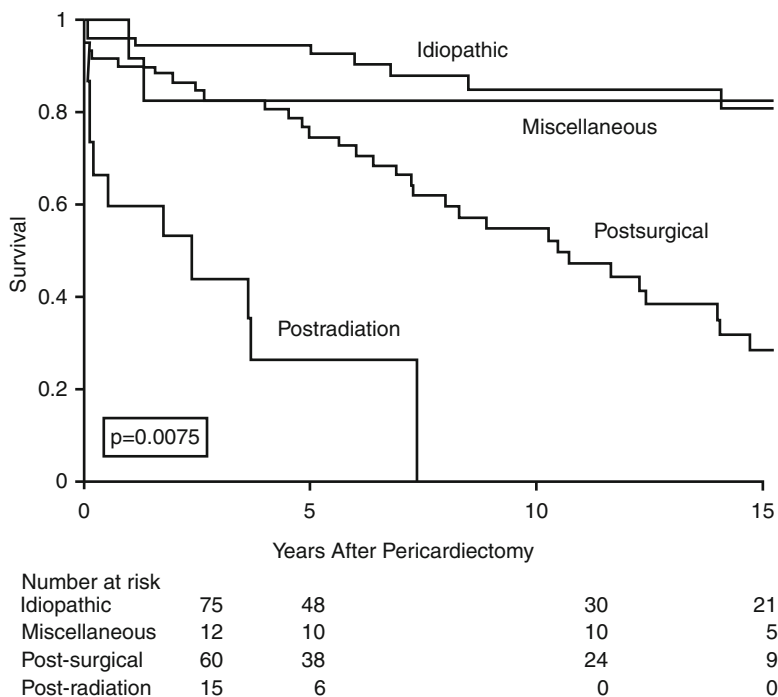 1
0.8
0.6
0.4
0.2
0
Survival
Idiopathic
Miscellaneous
Postsurgical
Postradiation
p=0.0075
0 5 10 15
Years After Pericardiectomy
Number at risk
Idiopathic 75 48 30 21
Miscellaneous 12 10 10 5
Post-surgical 60 38 24 9
Post-radiation 15 6 0 0